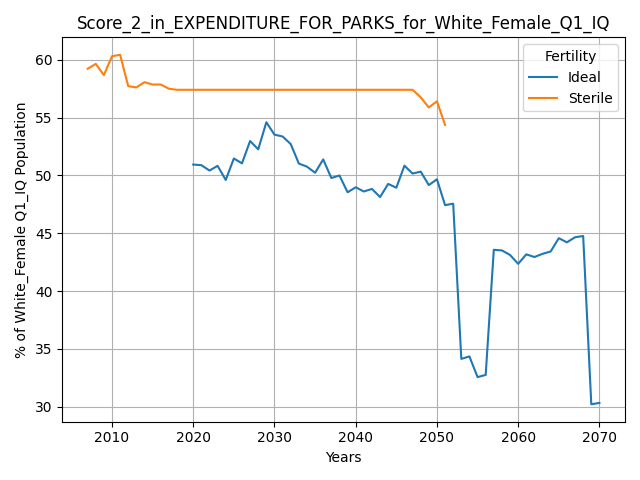 Score_2_in_EXPENDITURE_FOR_PARKS_for_White_Female_Q1_IQ
Fertility
Ideal
Sterile
% of White_Female Q1_IQ Population
60
55
50
45
40
35
30
2010
2020
2030
2040
2050
2060
2070
Years